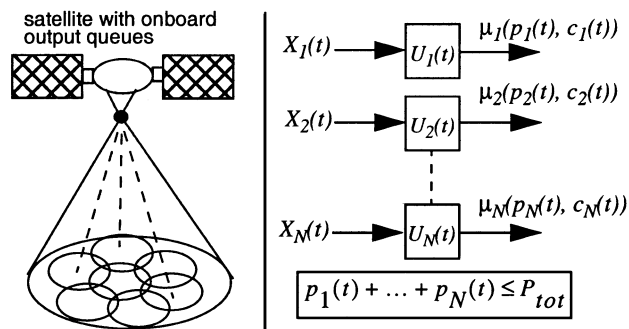 satellite with onboard
output queues
X1(t) U1(t) μ1(p1(t), c1(t))
X2(t) U2(t) μ2(p2(t), c2(t))
XN(t) UN(t) μN(pN(t), cN(t))
p1(t) + ... + pN(t) ≤ Ptot